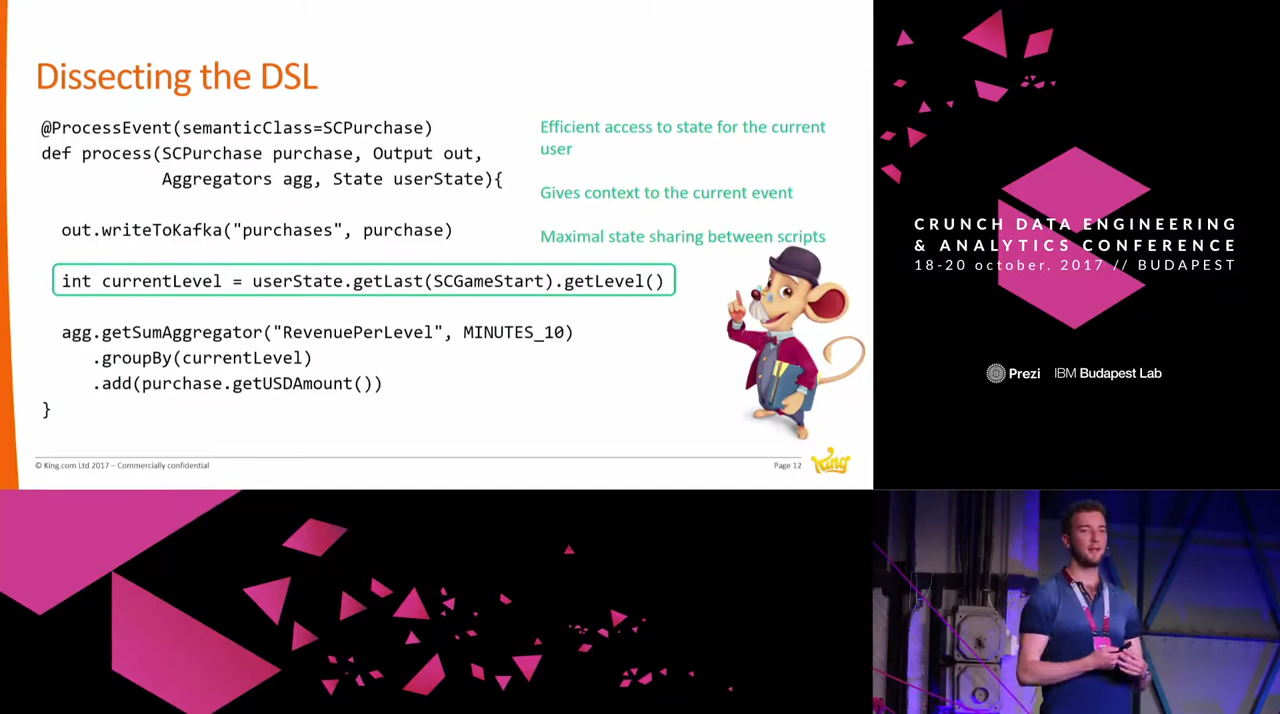 Dissecting the DSL
@ProcessEvent(semanticClass=SCPurchase)
def process(SCPurchase purchase, Output out,
Aggregators agg, State userState){
out.writeToKafka("purchases", purchase)
int currentLevel = userState.getLast(SCGameStart).getLevel()
agg.getSumAggregator("RevenuePerLevel", MINUTES_10)
.groupBy(currentLevel)
.add(purchase.getUSDAmount())
}
Efficient access to state for the current
user
Gives context to the current event
Maximal state sharing between scripts
© King.com Ltd 2017 – Commercially confidential
Page 12
King
CRUNCH DATA ENGINEERING
& ANALYTICS CONFERENCE
18-20 october. 2017 // BUDAPEST
Prezi IBM Budapest Lab